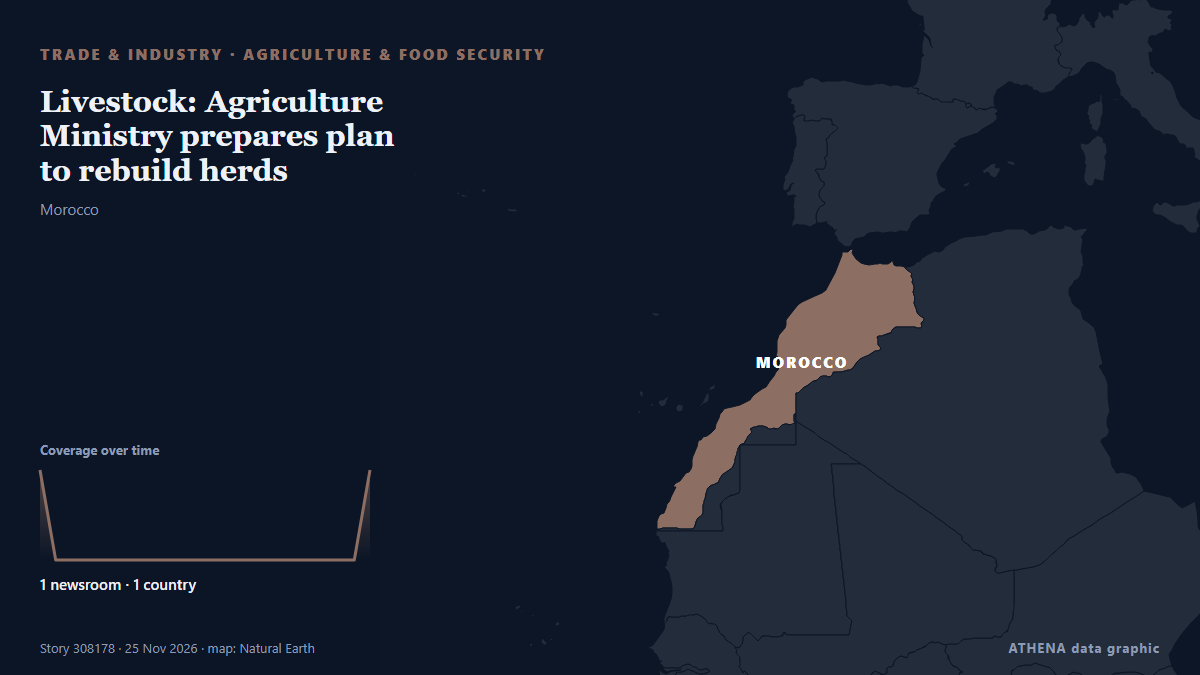 TRADE & INDUSTRY · AGRICULTURE & FOOD SECURITY
Livestock: Agriculture
Ministry prepares plan
to rebuild herds
Morocco
MOROCCO
Coverage over time
1 newsroom · 1 country
Story 308178 · 25 Nov 2026 · map: Natural Earth
ATHENA data graphic